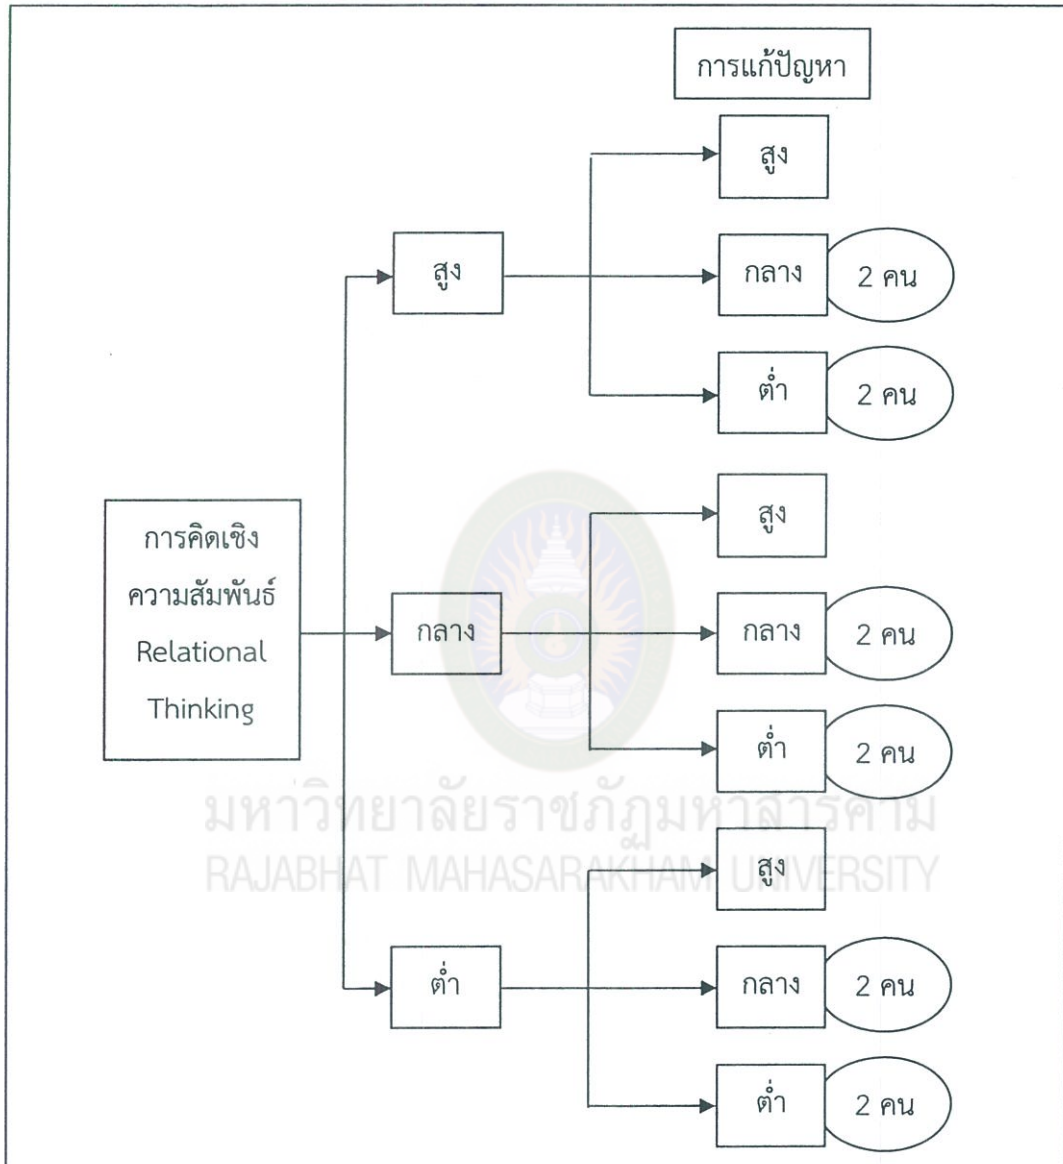 การแก้ปัญหา
สูง
สูง
กลาง
2 คน
ต่ำ
2 คน
การคิดเชิง
ความสัมพันธ์
Relational
Thinking
กลาง
สูง
กลาง
2 คน
ต่ำ
2 คน
มหาวิทยาลัยราชภัฏมหาสารคาม
RAJABHAT MAHASARAKHAM UNIVERSITY
ต่ำ
สูง
กลาง
2 คน
ต่ำ
2 คน